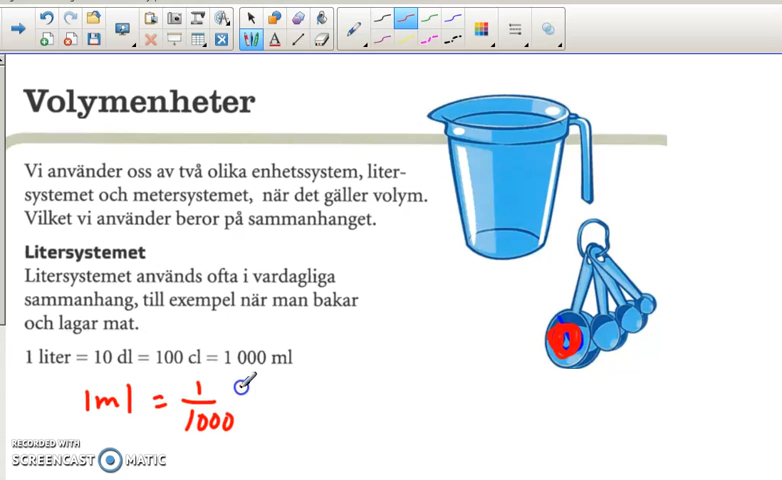 Volymenheter
Vi använder oss av två olika enhetssystem, liter-
systemet och metersystemet, när det gäller volym.
Vilket vi använder beror på sammanhanget.
Litersystemet
Litersystemet används ofta i vardagliga
sammanhang, till exempel när man bakar
och lagar mat.
1 liter = 10 dl = 100 cl = 1 000 ml
1ml = 1/1000
RECORDED WITH
SCREENCAST MATIC